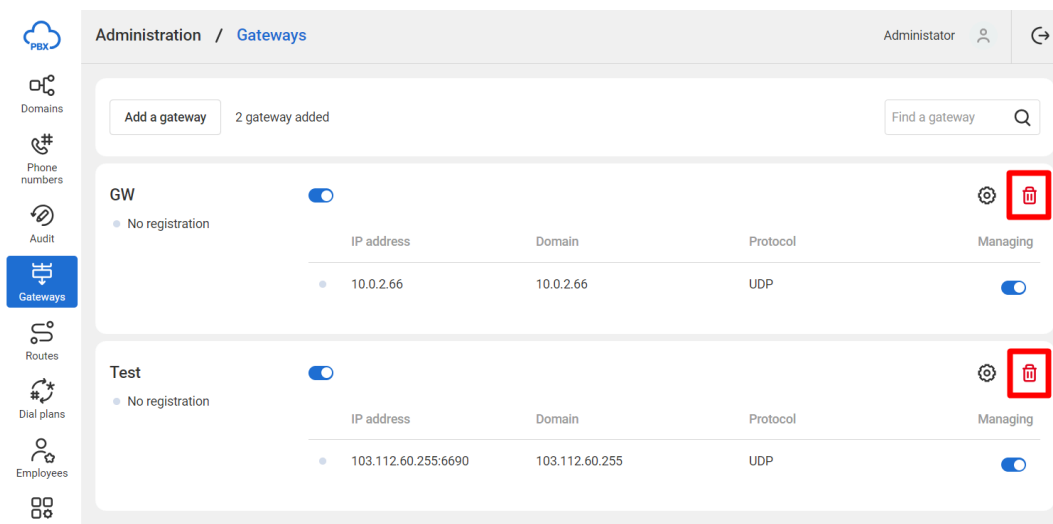 PBX
Administration / Gateways
Administator
Domains
Phone
numbers
Audit
Gateways
Routes
Dial plans
Employees
Add a gateway 2 gateway added
Find a gateway
GW
No registration
IP address Domain Protocol Managing
10.0.2.66 10.0.2.66 UDP
Test
No registration
IP address Domain Protocol Managing
103.112.60.255:6690 103.112.60.255 UDP